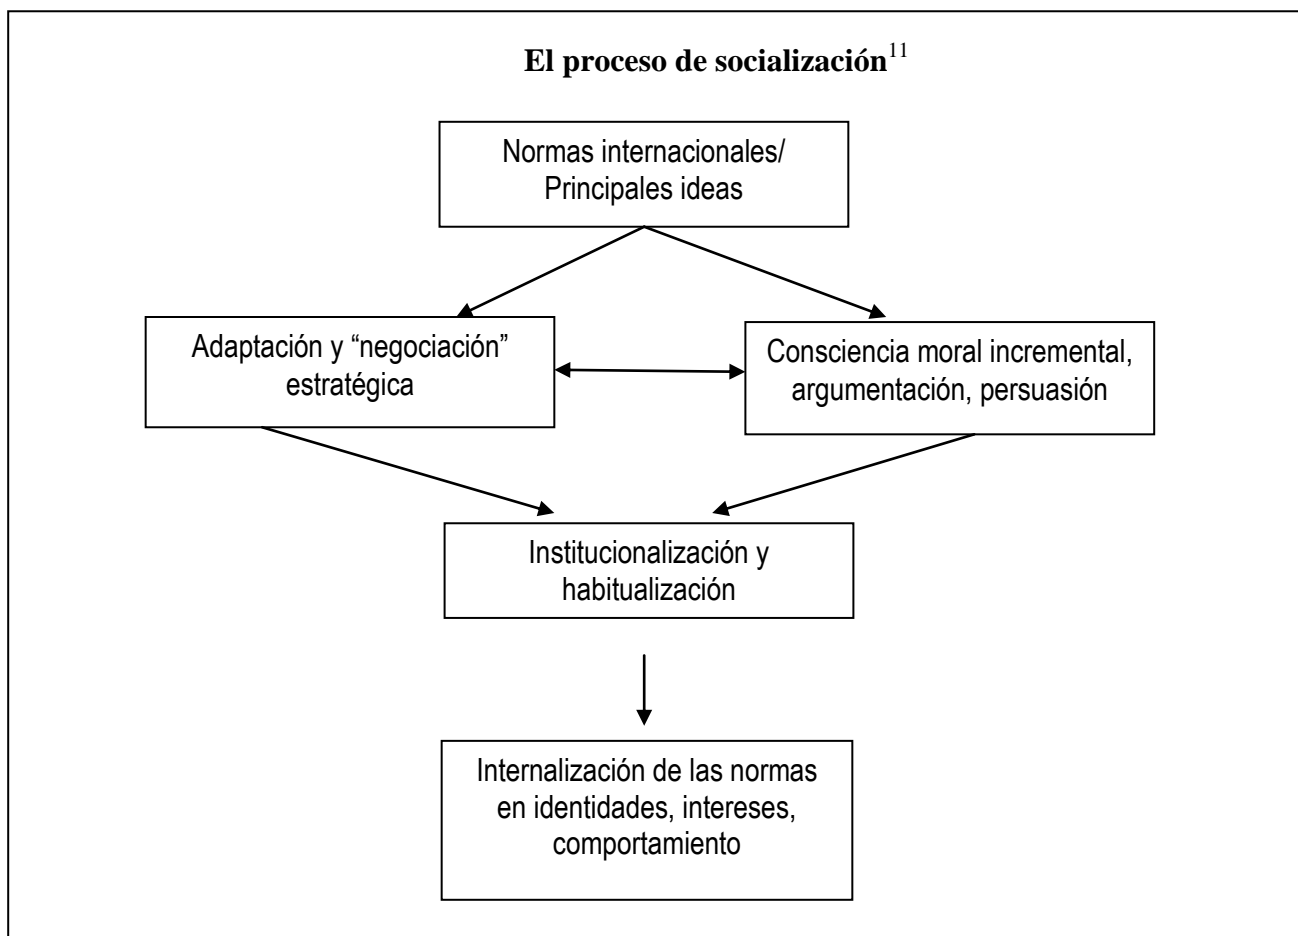 El proceso de socialización11
Normas internacionales/
Principales ideas
Adaptación y “negociación”
estratégica
Consciencia moral incremental,
argumentación, persuasión
Institucionalización y
habitualización
Internalización de las normas
en identidades, intereses,
comportamiento